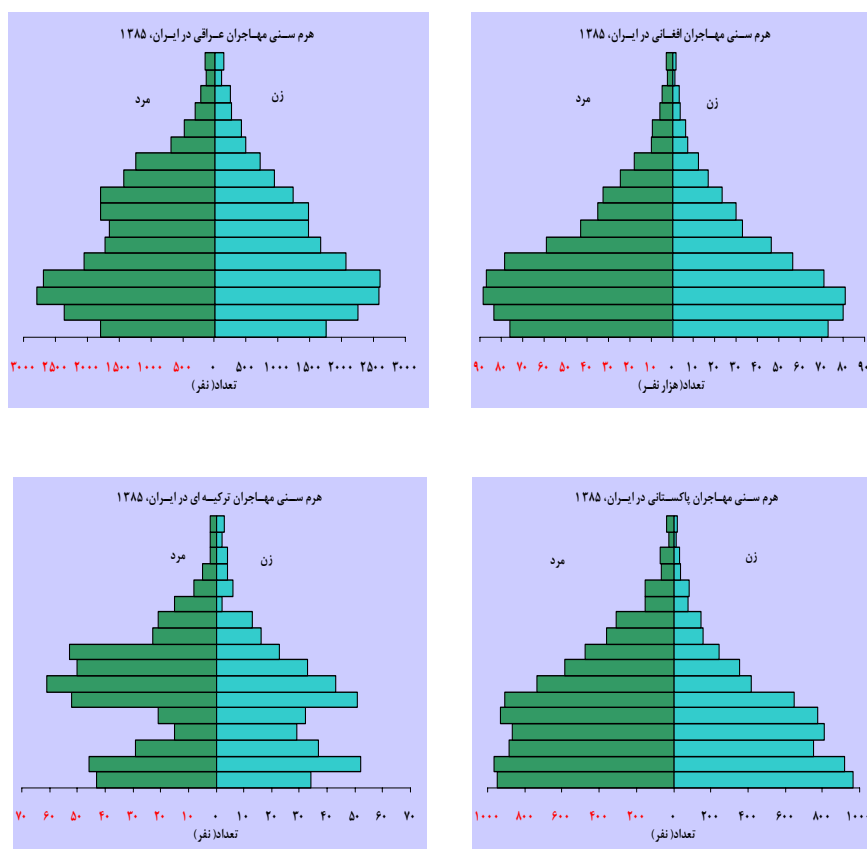 هرم سنی مهاجران افغانی در ایران، ۱۳۸۵
مرد
زن
۹۰ ۸۰ ۷۰ ۶۰ ۵۰ ۴۰ ۳۰ ۲۰ ۱۰ ۰ ۱۰ ۲۰ ۳۰ ۴۰ ۵۰ ۶۰ ۷۰ ۸۰ ۹۰
تعداد(هزار نفر)
هرم سنی مهاجران عراقی در ایران، ۱۳۸۵
مرد
زن
۳۰۰۰ ۲۵۰۰ ۲۰۰۰ ۱۵۰۰ ۱۰۰۰ ۵۰۰ ۰ ۵۰۰ ۱۰۰۰ ۱۵۰۰ ۲۰۰۰ ۲۵۰۰ ۳۰۰۰
تعداد(نفر)
هرم سنی مهاجران پاکستانی در ایران، ۱۳۸۵
مرد
زن
۱۰۰۰ ۸۰۰ ۶۰۰ ۴۰۰ ۲۰۰ ۰ ۲۰۰ ۴۰۰ ۶۰۰ ۸۰۰ ۱۰۰۰
تعداد(نفر)
هرم سنی مهاجران ترکیه ای در ایران، ۱۳۸۵
مرد
زن
۷۰ ۶۰ ۵۰ ۴۰ ۳۰ ۲۰ ۱۰ ۰ ۱۰ ۲۰ ۳۰ ۴۰ ۵۰ ۶۰ ۷۰
تعداد(نفر)